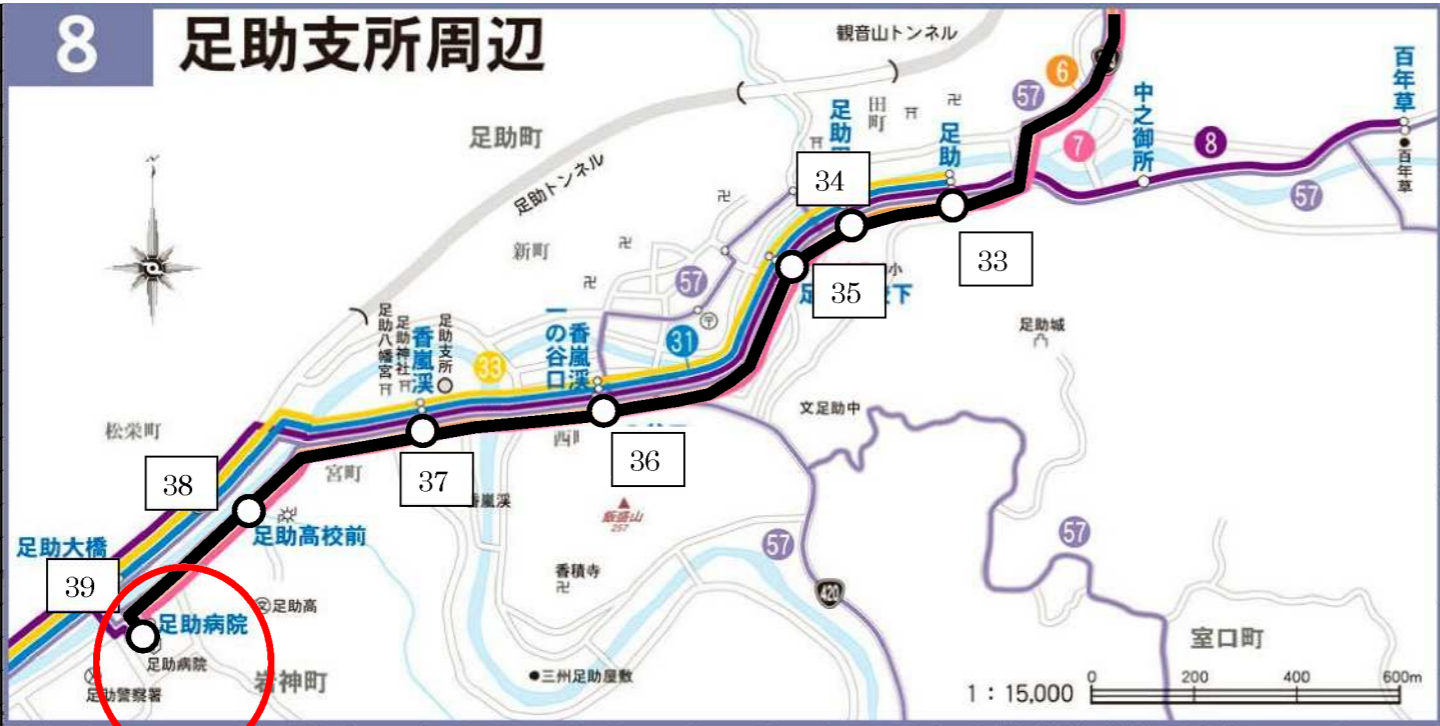 8 足助支所周辺
観音山トンネル
百年草
6
57
中之御所
足助町
田町
足助
7
8
百年草
足助トンネル
34
57
新町
33
57
35
足助城
足助八幡宮
足助神社
香嵐渓
足助支所
香嵐渓
一の谷口
31
33
文足助中
松栄町
38
宮町
37
36
飯盛山
257
足助高校前
足助大橋
57
57
39
香積寺
420
足助高
足助病院
足助病院
室口町
足助警察署
岩神町
三州足助屋敷
1：15,000
0 200 400 600m